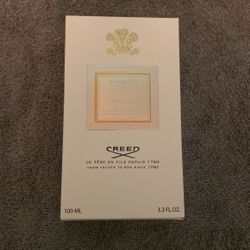 CREED
DE PÈRE EN FILS DEPUIS 1760
FROM FATHER TO SON SINCE 1760
100 ML 3.3 FL.OZ.